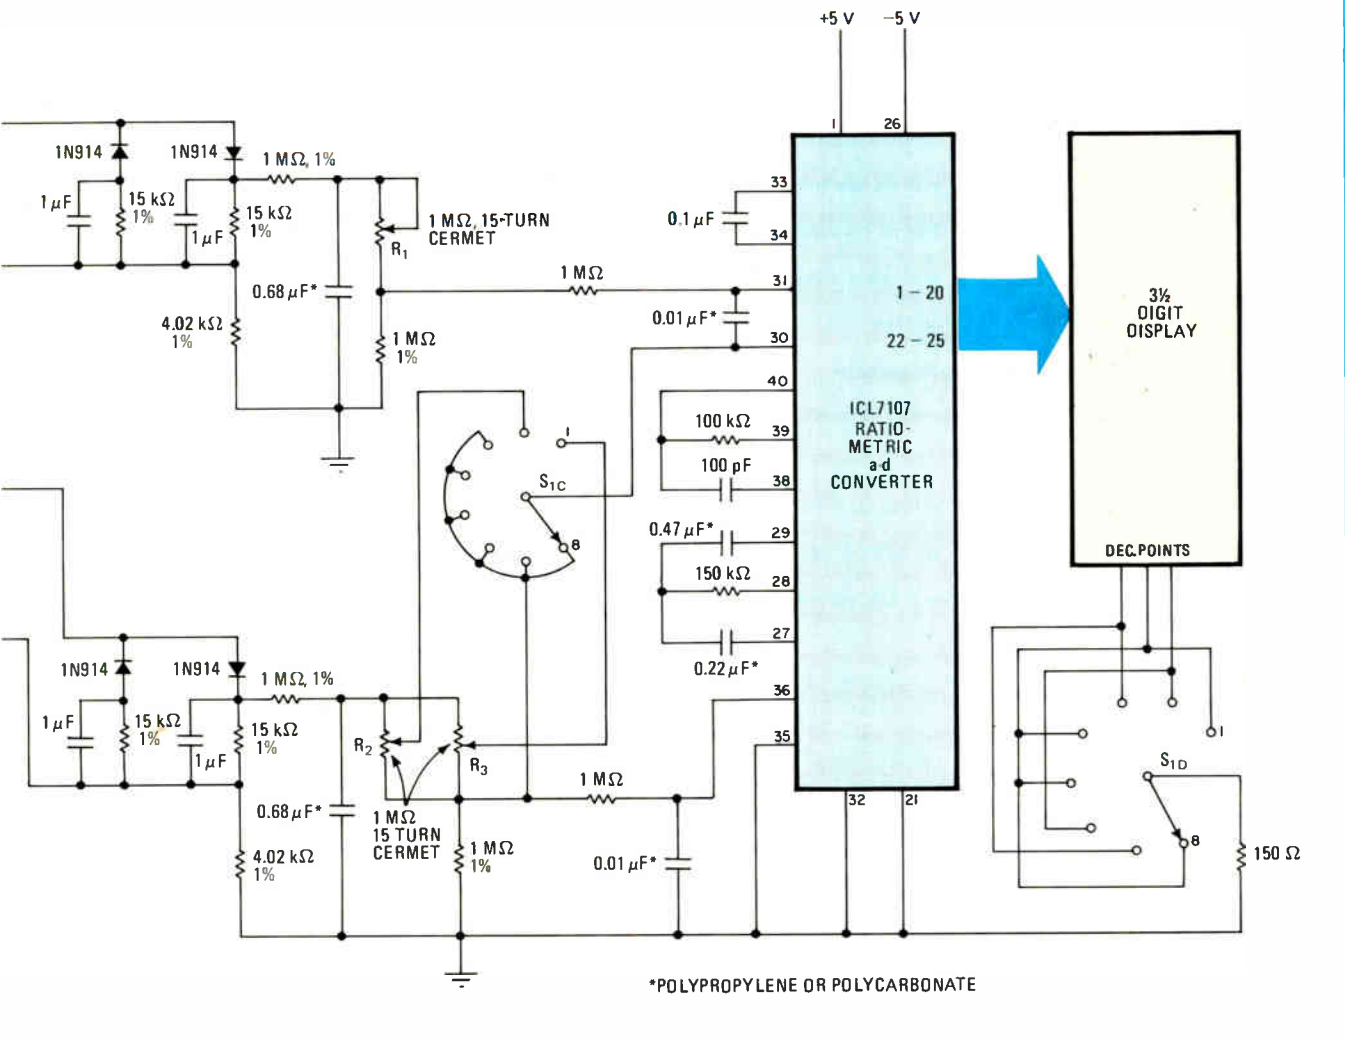 +5 V
−5 V
1
26
1N914
1N914
1 MΩ, 1%
1 µF
15 kΩ
1%
1 µF
15 kΩ
1%
1 MΩ, 15-TURN
CERMET
R1
0.68 µF*
4.02 kΩ
1%
1 MΩ
1%
1 MΩ
0.01 µF*
0.1 µF
33
34
31
30
40
39
38
29
28
27
36
35
32
21
1 – 20
22 – 25
ICL7107
RATIO-
METRIC
a-d
CONVERTER
3½
DIGIT
DISPLAY
DEC. POINTS
100 kΩ
100 pF
0.47 µF*
150 kΩ
0.22 µF*
1
S1C
8
1N914
1N914
1 MΩ, 1%
1 µF
15 kΩ
1%
1 µF
15 kΩ
1%
R2
R3
0.68 µF*
1 MΩ
15 TURN
CERMET
4.02 kΩ
1%
1 MΩ
1%
1 MΩ
0.01 µF*
1
S1D
8
150 Ω
*POLYPROPYLENE OR POLYCARBONATE